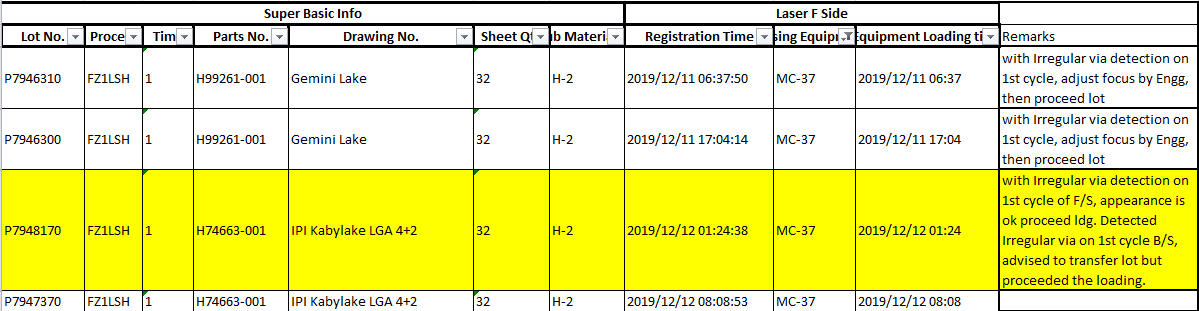 Super Basic Info Laser F Side
Lot No. Proce Tim Parts No. Drawing No. Sheet Qt b Materi Registration Time sing Equip Equipment Loading ti Remarks
P7946310 FZ1LSH 1 H99261-001 Gemini Lake 32 H-2 2019/12/11 06:37:50 MC-37 2019/12/11 06:37
with Irregular via detection on
1st cycle, adjust focus by Engg,
then proceed lot
P7946300 FZ1LSH 1 H99261-001 Gemini Lake 32 H-2 2019/12/11 17:04:14 MC-37 2019/12/11 17:04
with Irregular via detection on
1st cycle, adjust focus by Engg,
then proceed lot
P7948170 FZ1LSH 1 H74663-001 IPI Kabylake LGA 4+2 32 H-2 2019/12/12 01:24:38 MC-37 2019/12/12 01:24
with Irregular via detection on
1st cycle of F/S, appearance is
ok proceed ldg. Detected
Irregular via on 1st cycle B/S,
advised to transfer lot but
proceeded the loading.
P7947370 FZ1LSH 1 H74663-001 IPI Kabylake LGA 4+2 32 H-2 2019/12/12 08:08:53 MC-37 2019/12/12 08:08